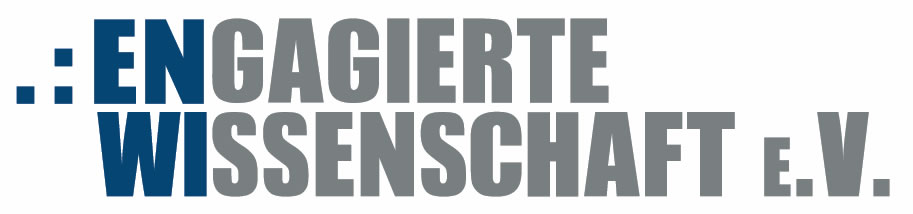 .:ENGAGIERTE
WISSENSCHAFT E.V.